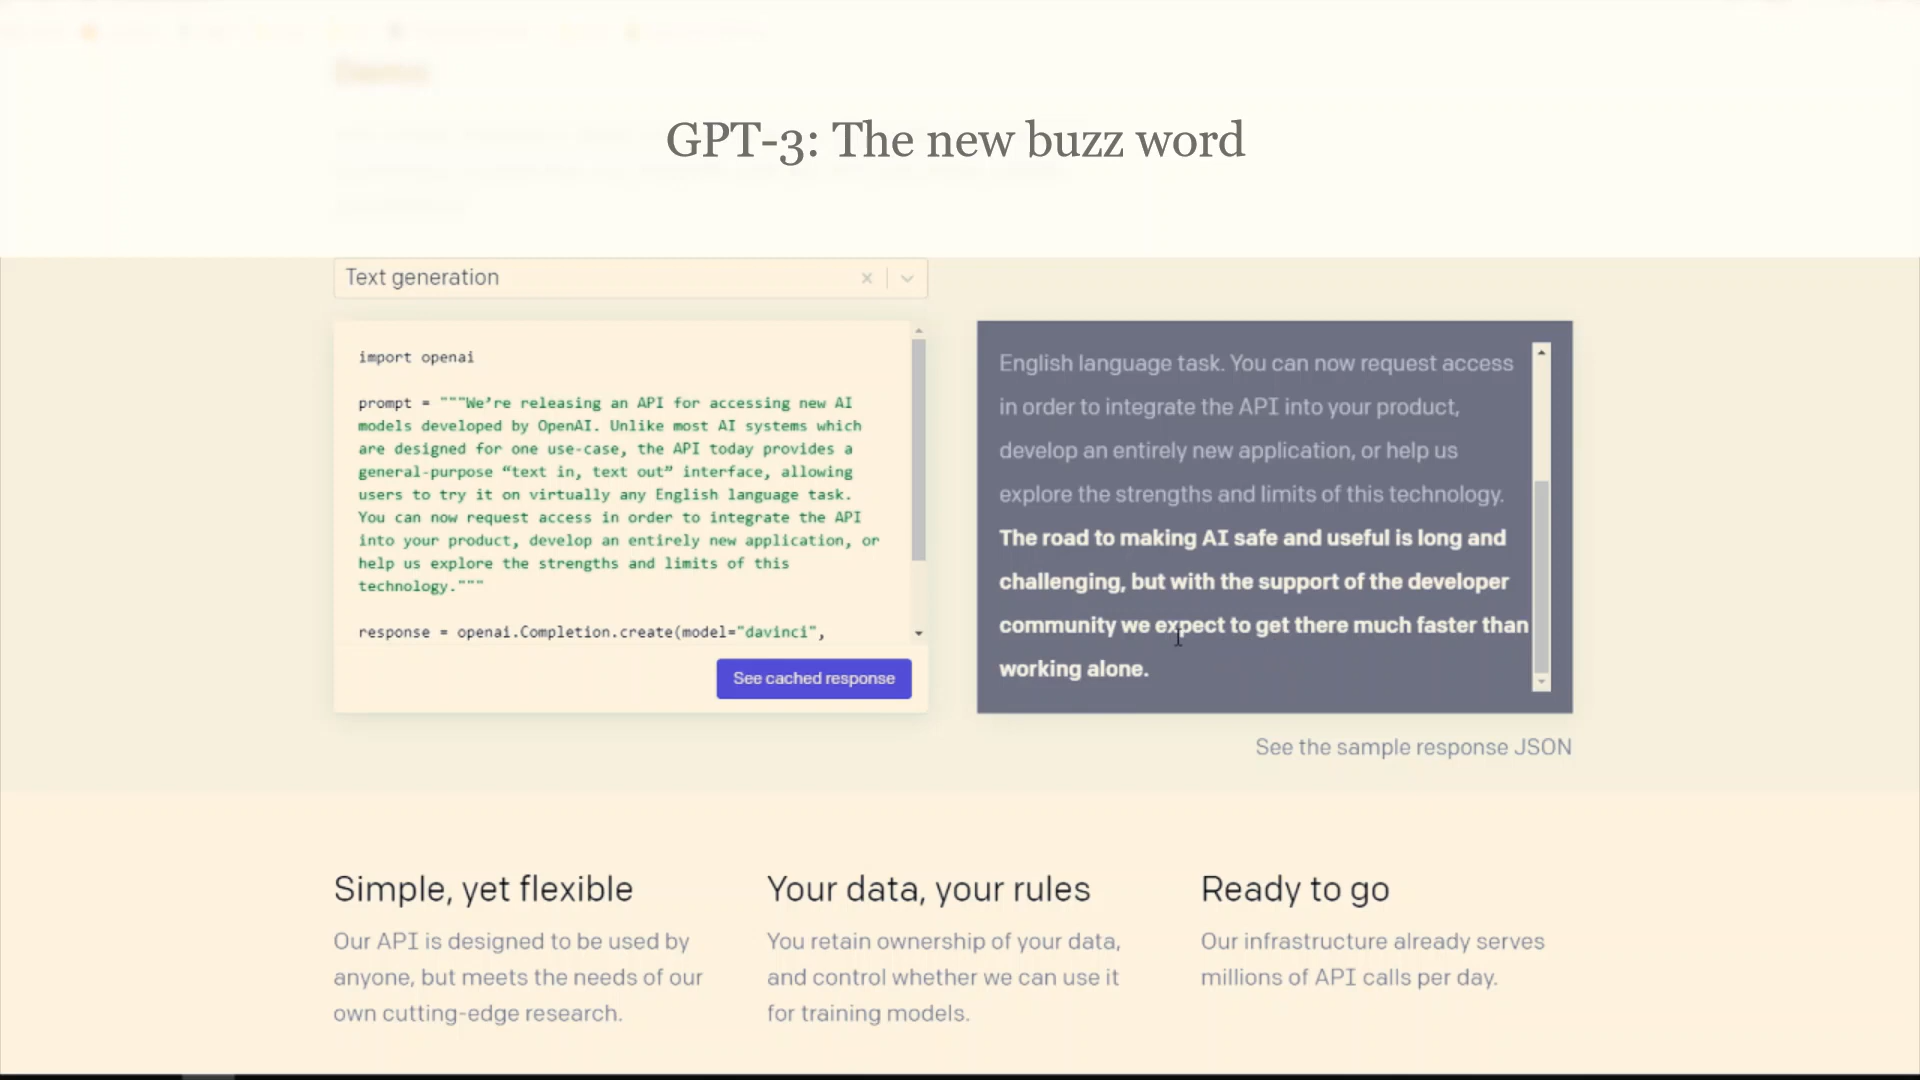 GPT-3: The new buzz word
Text generation
import openai
prompt = """We’re releasing an API for accessing new AI
models developed by OpenAI. Unlike most AI systems which
are designed for one use-case, the API today provides a
general-purpose “text in, text out” interface, allowing
users to try it on virtually any English language task.
You can now request access in order to integrate the API
into your product, develop an entirely new application, or
help us explore the strengths and limits of this
technology."""
response = openai.Completion.create(model="davinci",
See cached response
English language task. You can now request access
in order to integrate the API into your product,
develop an entirely new application, or help us
explore the strengths and limits of this technology.
The road to making AI safe and useful is long and
challenging, but with the support of the developer
community we expect to get there much faster than
working alone.
See the sample response JSON
Simple, yet flexible
Our API is designed to be used by
anyone, but meets the needs of our
own cutting-edge research.
Your data, your rules
You retain ownership of your data,
and control whether we can use it
for training models.
Ready to go
Our infrastructure already serves
millions of API calls per day.